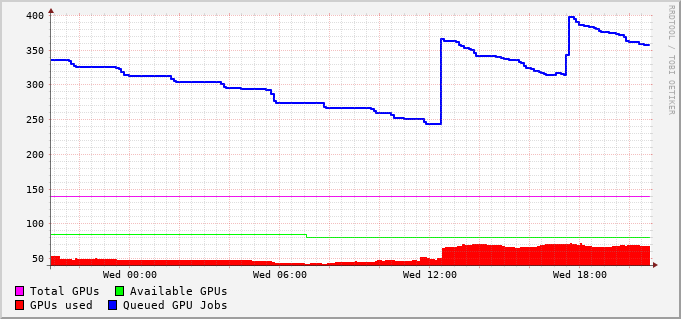 400
350
300
250
200
150
100
50
Wed 00:00 Wed 06:00 Wed 12:00 Wed 18:00
Total GPUs Available GPUs
GPUs used Queued GPU Jobs
RRDTOOL / TOBI OETIKER